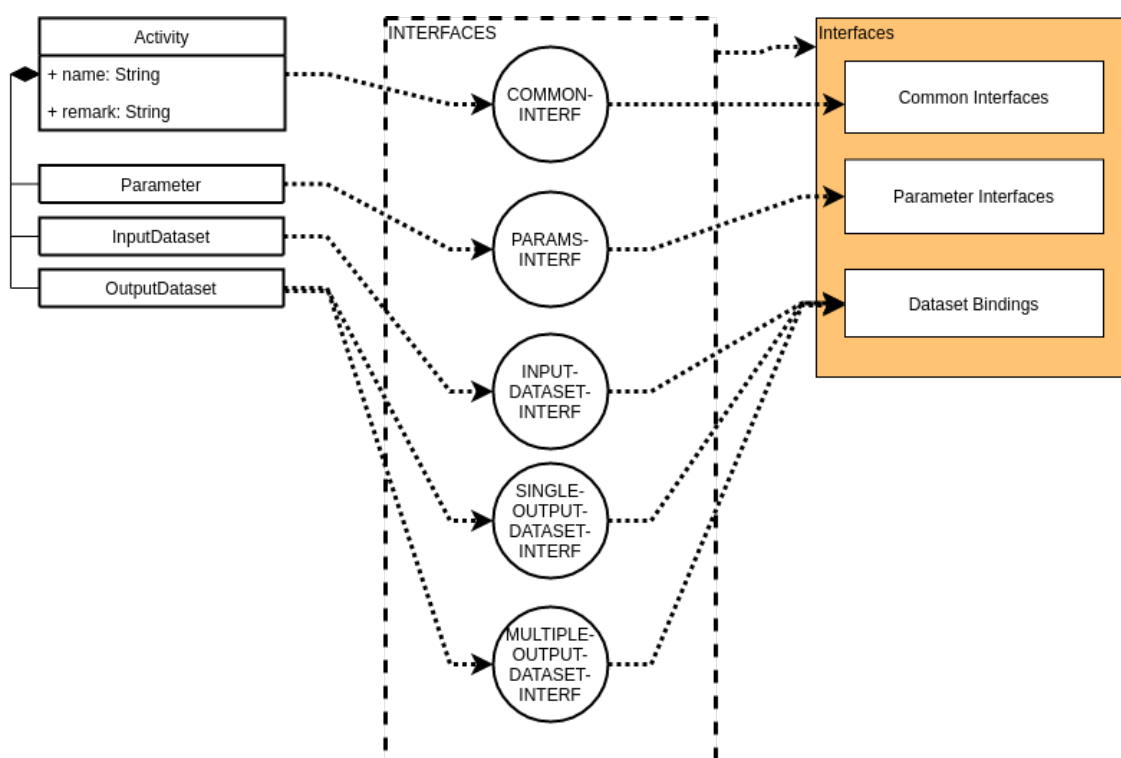 Activity
+ name: String
+ remark: String
Parameter
InputDataset
OutputDataset
INTERFACES
COMMON-
INTERF
PARAMS-
INTERF
INPUT-
DATASET-
INTERF
SINGLE-
OUTPUT-
DATASET-
INTERF
MULTIPLE-
OUTPUT-
DATASET-
INTERF
Interfaces
Common Interfaces
Parameter Interfaces
Dataset Bindings